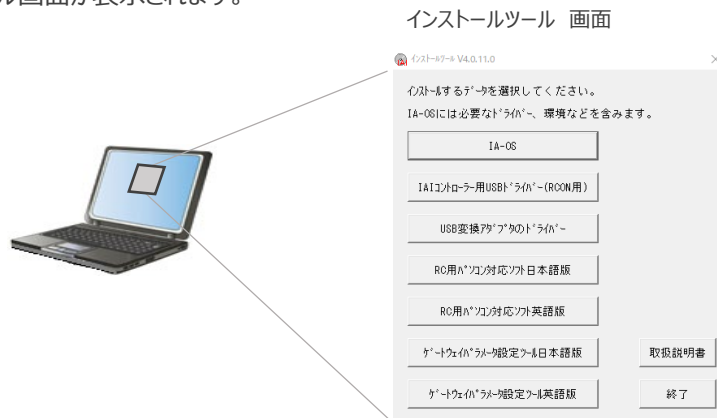 ル画面が表示されます。
インストールツール 画面
インストールツール V4.0.11.0
インストールするデータを選択してください。
IA-OSには必要なドライバー、環境などを含みます。
IA-OS
IAIコントローラー用USBドライバー(RCON用)
USB変換アダプタのドライバー
RC用パソコン対応ソフト日本語版
RC用パソコン対応ソフト英語版
ゲートウェイパラメータ設定ツール日本語版
取扱説明書
ゲートウェイパラメータ設定ツール英語版
終了